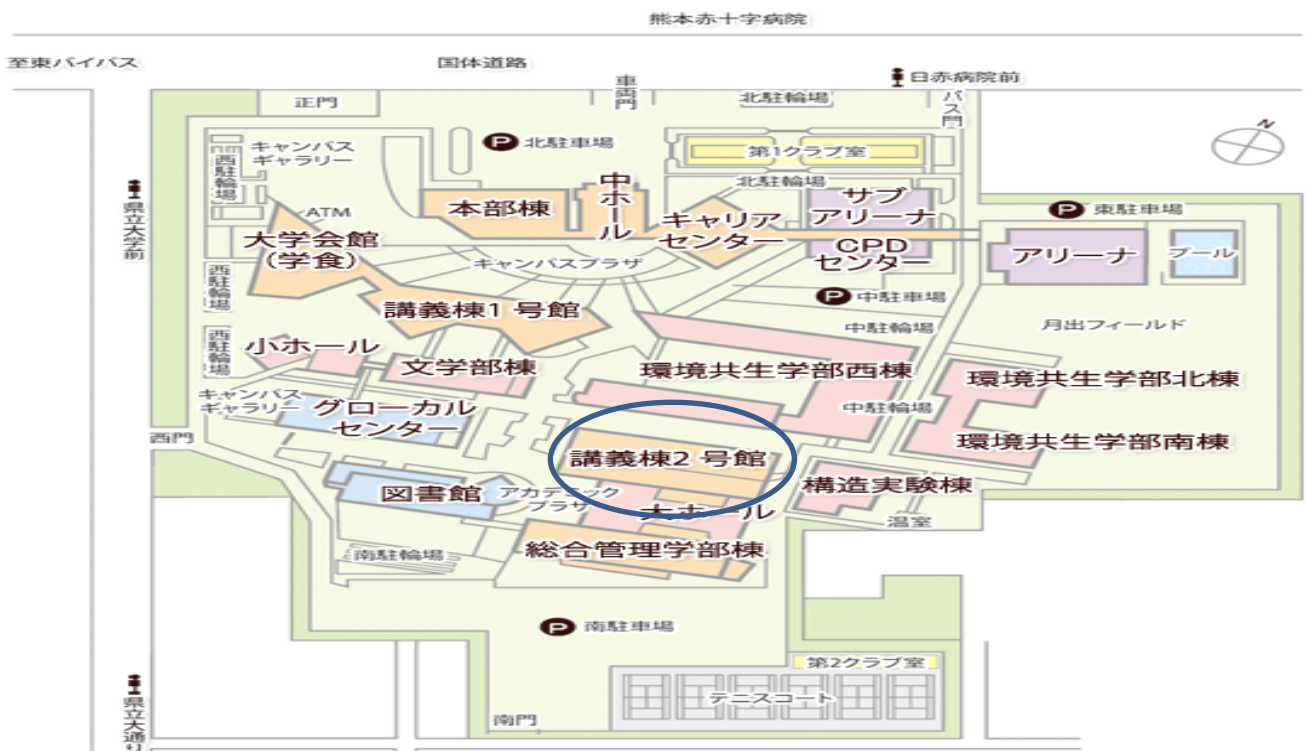 熊本赤十字病院
至東バイパス
国体道路
日赤病院前
正門
車両門
北駐輪場
バス門
N
キャンパス
ギャラリー
西駐輪場
P 北駐車場
第1クラブ室
県立大学前
ATM
本部棟
中ホール
北駐輪場
サブ
アリーナ
キャリア
センター
P 東駐車場
大学会館
(学食)
CPD
センター
アリーナ
プール
キャンパスプラザ
西駐輪場
講義棟1 号館
P 中駐車場
中駐輪場
月出フィールド
西駐輪場
小ホール
文学部棟
環境共生学部西棟
環境共生学部北棟
キャンパス
ギャラリー
グローカル
センター
中駐輪場
西門
環境共生学部南棟
講義棟2 号館
図書館
アカデミック
プラザ
構造実験棟
大ホール
温室
南駐輪場
総合管理学部棟
P 南駐車場
第2クラブ室
テニスコート
南門
県立大通り